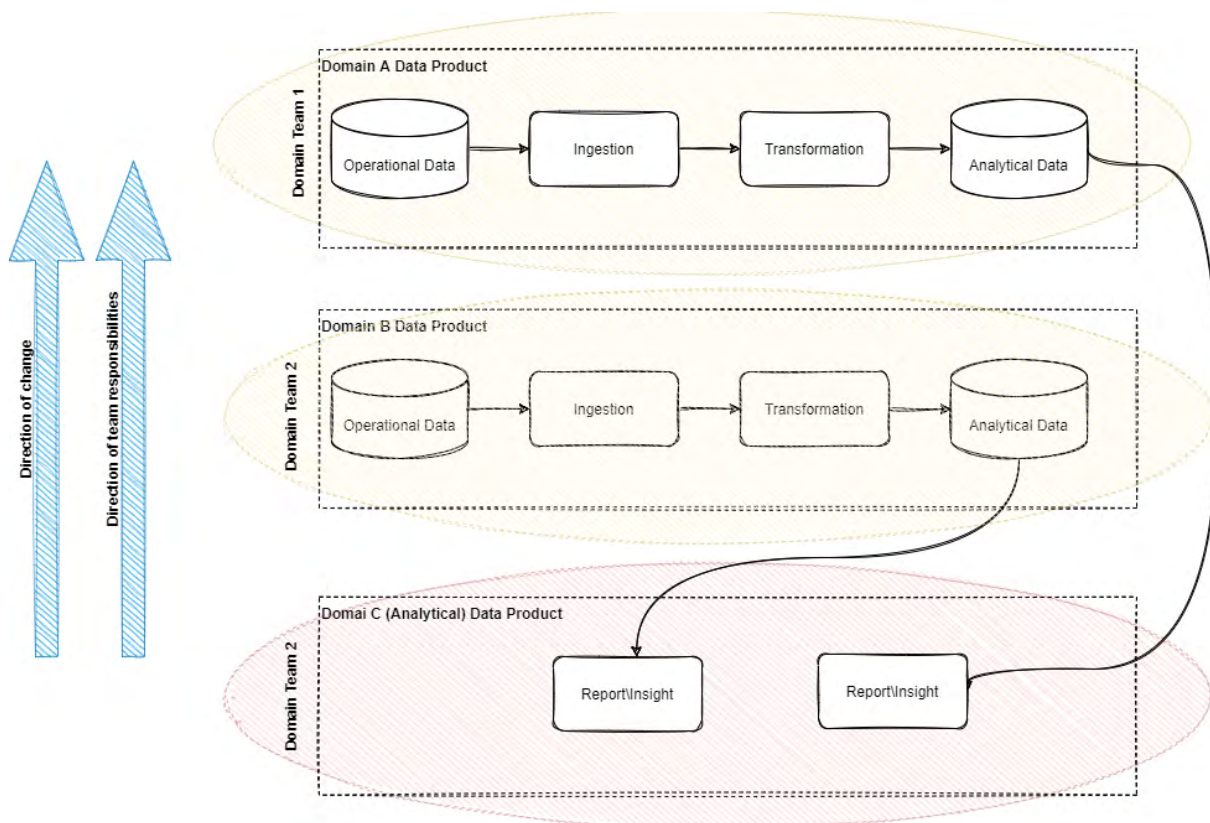 Domain A Data Product
Domain Team 1
Operational Data
Ingestion
Transformation
Analytical Data
Direction of change
Direction of team responsibilities
Domain B Data Product
Domain Team 2
Operational Data
Ingestion
Transformation
Analytical Data
Domai C (Analytical) Data Product
Domain Team 2
Report\Insight
Report\Insight